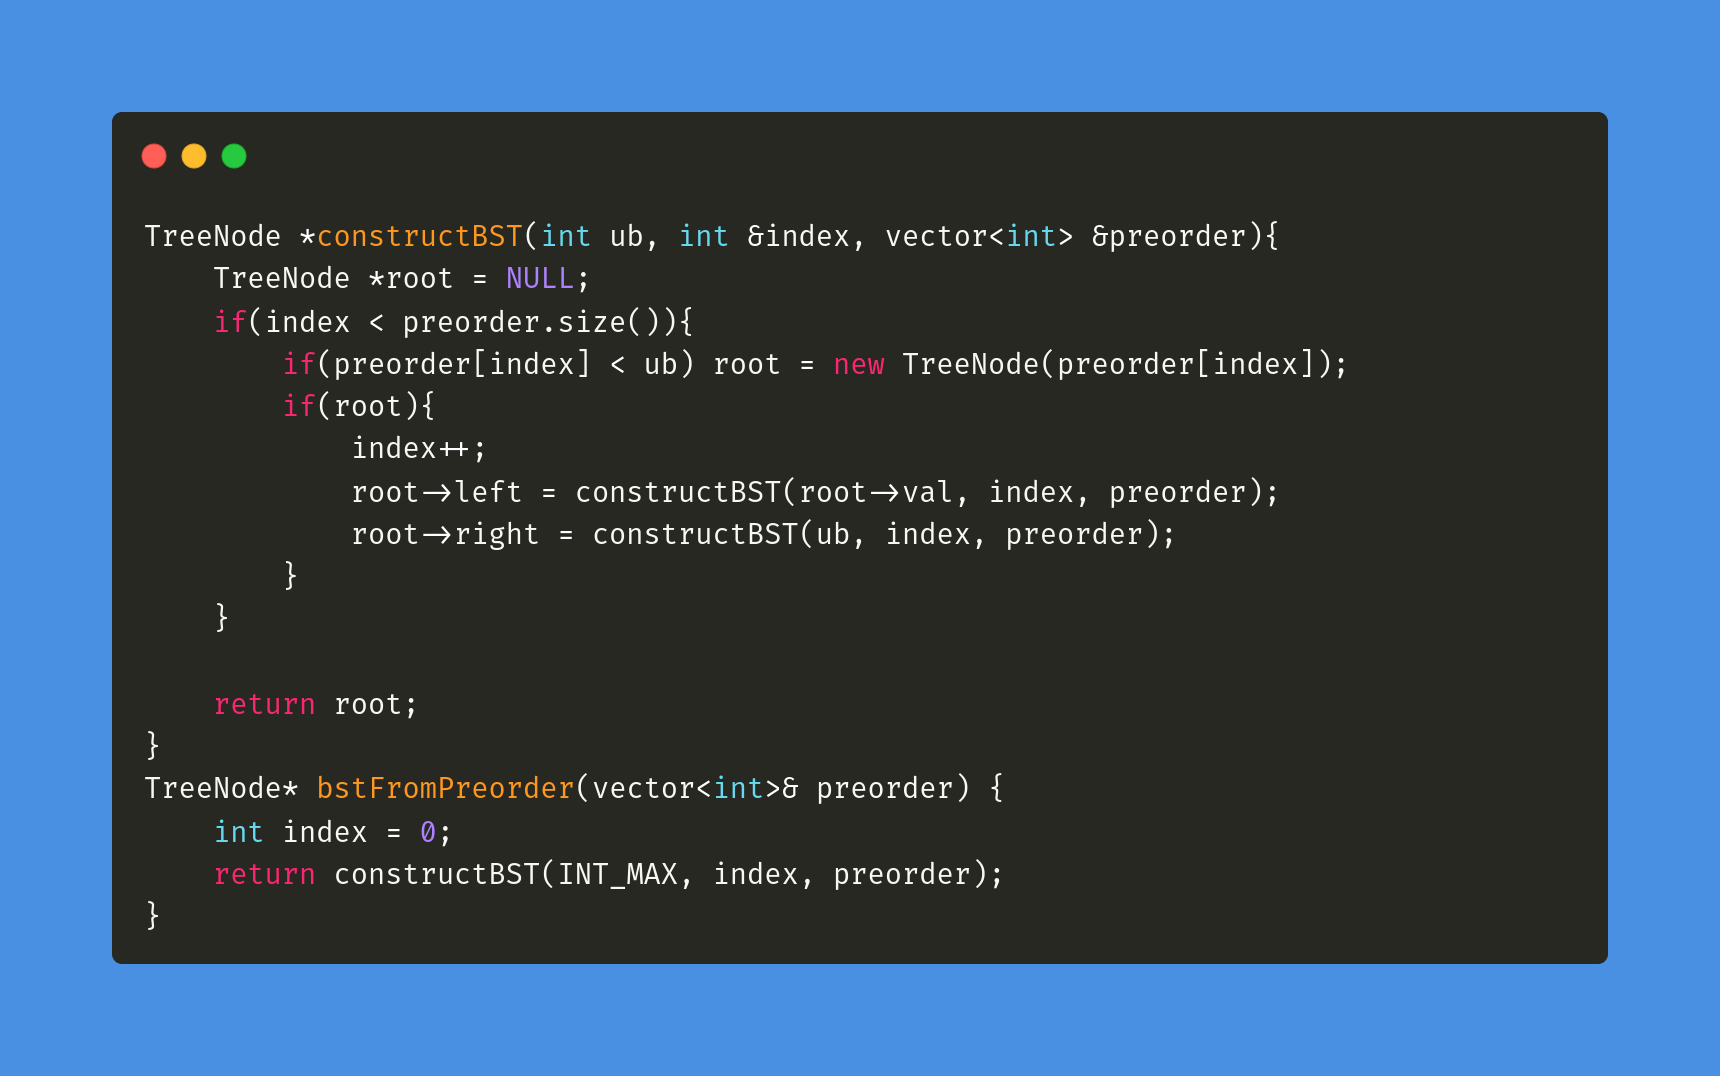 TreeNode *constructBST(int ub, int &index, vector<int> &preorder){
    TreeNode *root = NULL;
    if(index < preorder.size()){
        if(preorder[index] < ub) root = new TreeNode(preorder[index]);
        if(root){
            index++;
            root->left = constructBST(root->val, index, preorder);
            root->right = constructBST(ub, index, preorder);
        }
    }

    return root;
}
TreeNode* bstFromPreorder(vector<int>& preorder) {
    int index = 0;
    return constructBST(INT_MAX, index, preorder);
}